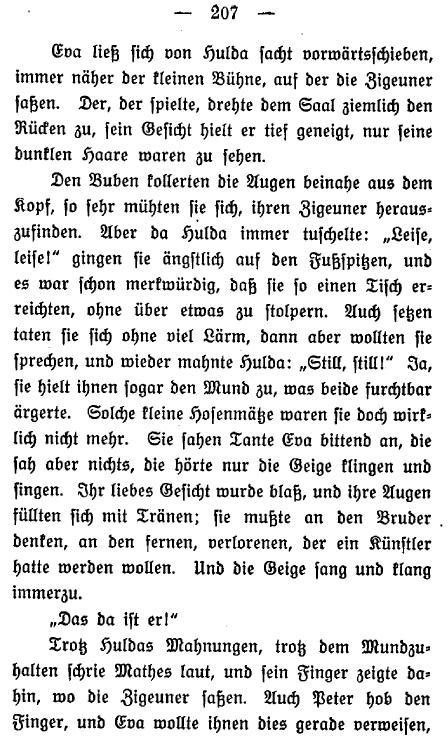 — 207 —
Eva ließ sich von Hulda sacht vorwärtsschieben,
immer näher der kleinen Bühne, auf der die Zigeuner
saßen. Der, der spielte, drehte dem Saal ziemlich den
Rücken zu, sein Gesicht hielt er tief geneigt, nur seine
dunklen Haare waren zu sehen.
Den Buben kollerten die Augen beinahe aus dem
Kopf, so sehr mühten sie sich, ihren Zigeuner heraus-
zufinden. Aber da Hulda immer tuschelte: „Leise,
leise!“ gingen sie ängstlich auf den Fußspitzen, und
es war schon merkwürdig, daß sie so einen Tisch er-
reichten, ohne über etwas zu stolpern. Auch setzen
taten sie sich ohne viel Lärm, dann aber wollten sie
sprechen, und wieder mahnte Hulda: „Still, still!“ Ja,
sie hielt ihnen sogar den Mund zu, was beide furchtbar
ärgerte. Solche kleine Hosenmätze waren sie doch wirk-
lich nicht mehr. Sie sahen Tante Eva bittend an, die
sah aber nichts, die hörte nur die Geige klingen und
singen. Ihr liebes Gesicht wurde blaß, und ihre Augen
füllten sich mit Tränen; sie mußte an den Bruder
denken, an den fernen, verlorenen, der ein Künstler
hatte werden wollen. Und die Geige sang und klang
immerzu.
„Das da ist er!“
Trotz Huldas Mahnungen, trotz dem Mundzu-
halten schrie Mathes laut, und sein Finger zeigte da-
hin, wo die Zigeuner saßen. Auch Peter hob den
Finger, und Eva wollte ihnen dies gerade verweisen,